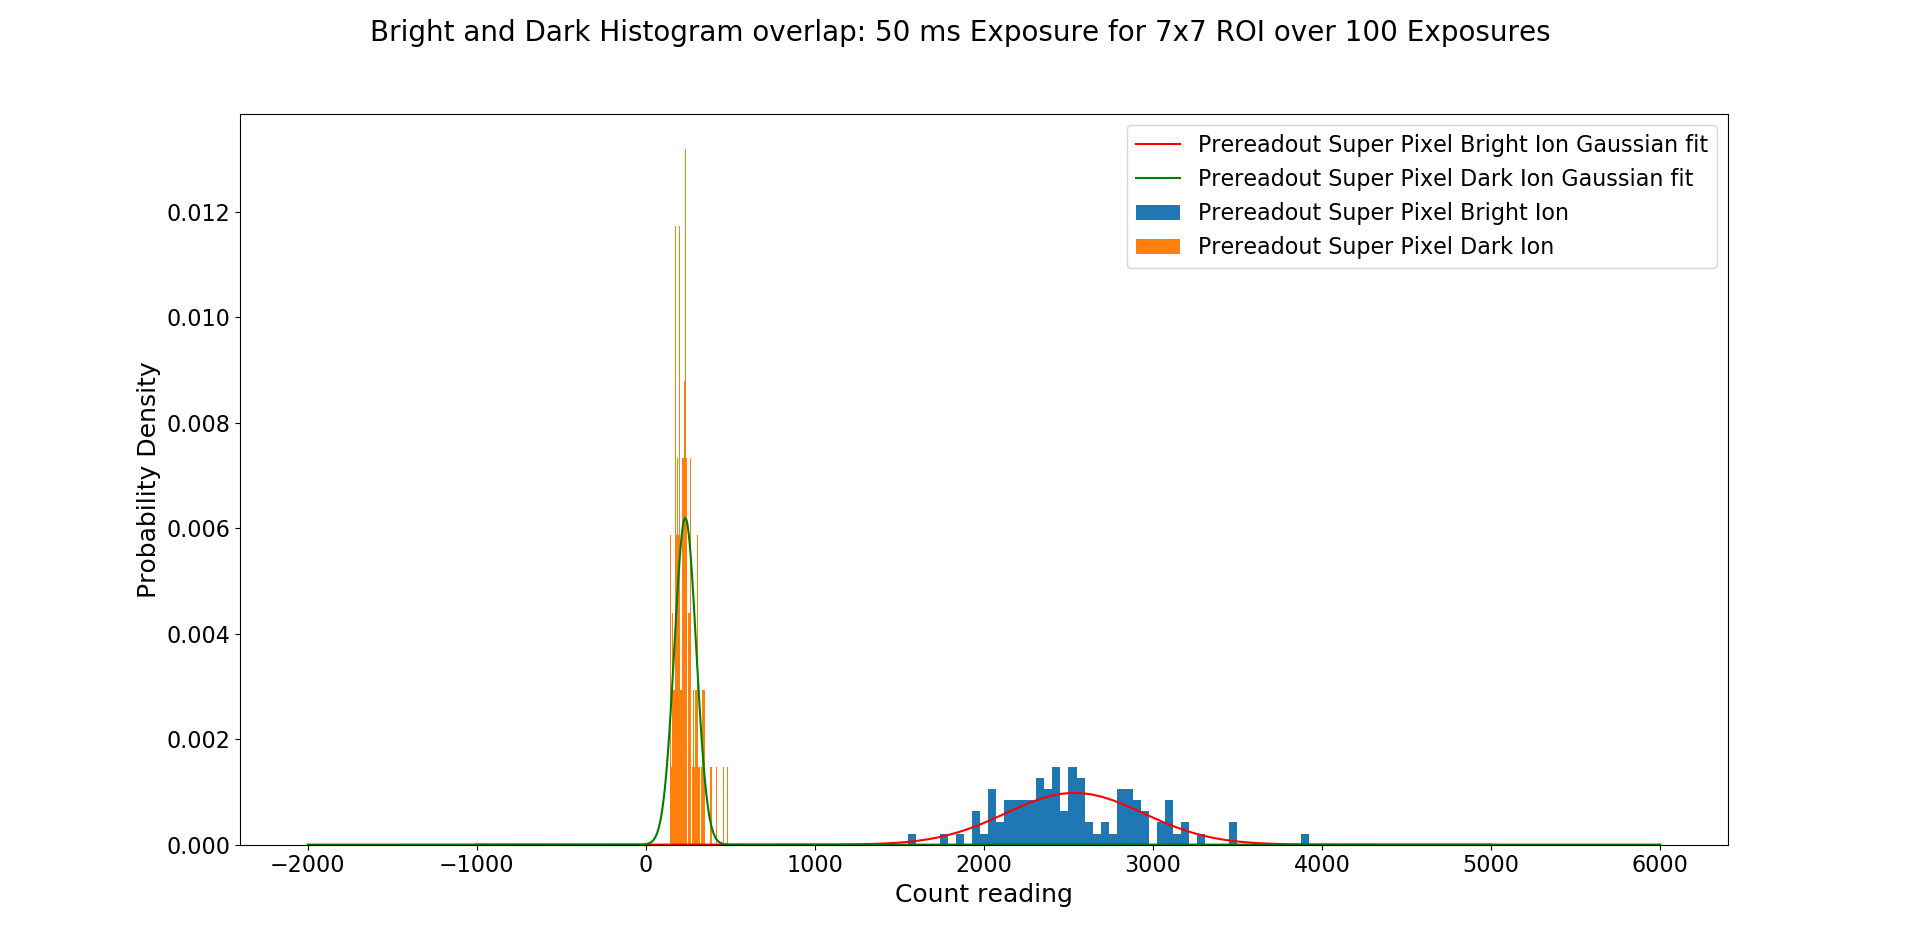 Bright and Dark Histogram overlap: 50 ms Exposure for 7x7 ROI over 100 Exposures
Prereadout Super Pixel Bright Ion Gaussian fit
Prereadout Super Pixel Dark Ion Gaussian fit
Prereadout Super Pixel Bright Ion
Prereadout Super Pixel Dark Ion
Probability Density
0.012
0.010
0.008
0.006
0.004
0.002
0.000
−2000 −1000 0 1000 2000 3000 4000 5000 6000
Count reading